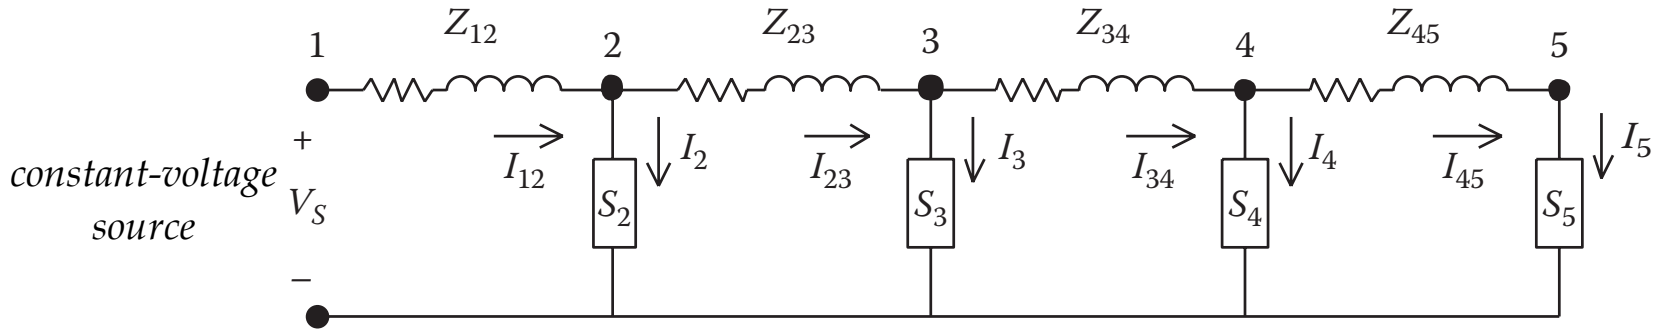 Z12 Z23 Z34 Z45
1 2 3 4 5
+
I12 I2 I23 I3 I34 I4 I45 I5
constant-voltage
source
VS
S2 S3 S4 S5
−